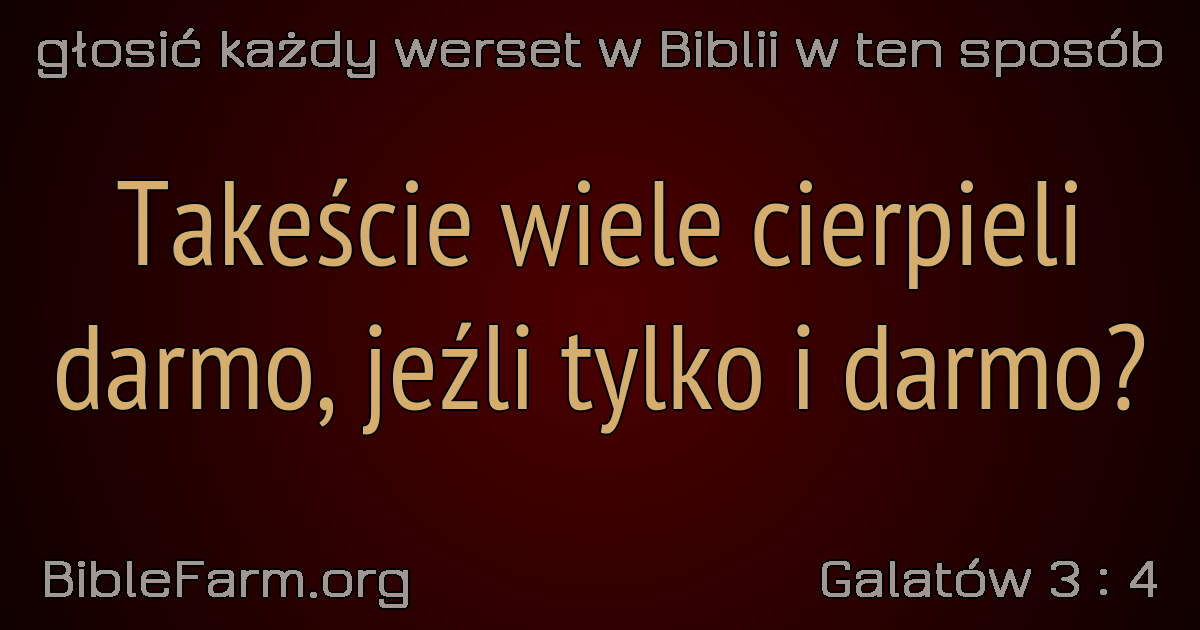 głosić każdy werset w Biblii w ten sposób
Takeście wiele cierpieli
darmo, jeźli tylko i darmo?
BibleFarm.org
Galatów 3 : 4